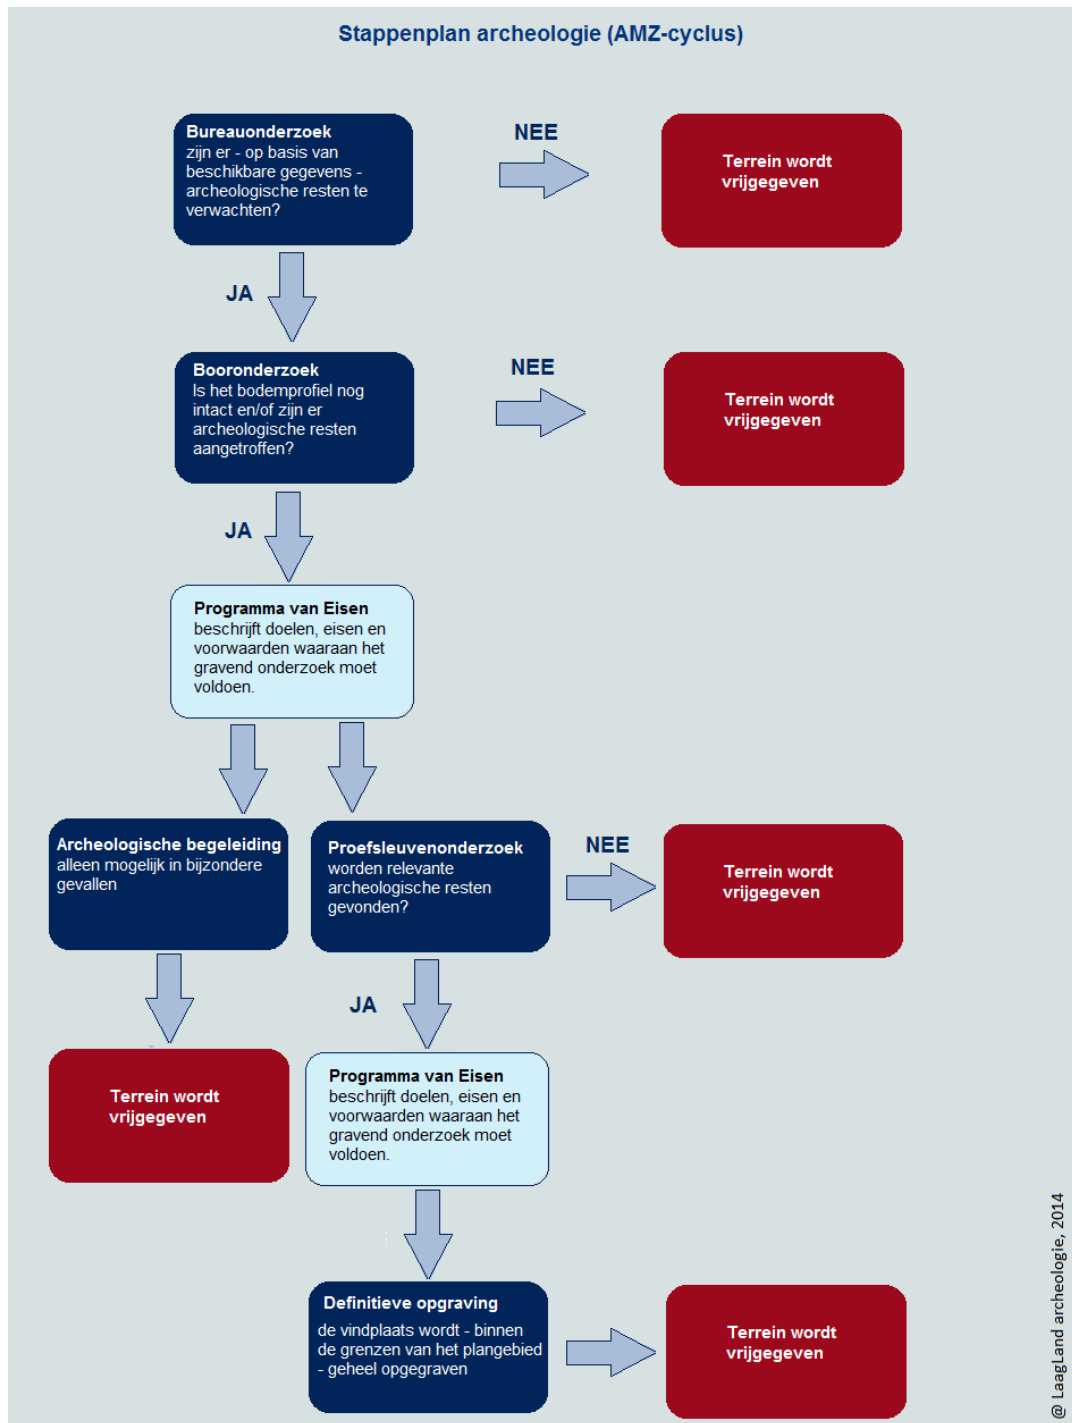 Stappenplan archeologie (AMZ-cyclus)
Bureauonderzoek
zijn er - op basis van
beschikbare gegevens -
archeologische resten te
verwachten?
NEE
Terrein wordt
vrijgegeven
JA
Booronderzoek
Is het bodemprofiel nog
intact en/of zijn er
archeologische resten
aangetroffen?
NEE
Terrein wordt
vrijgegeven
JA
Programma van Eisen
beschrijft doelen, eisen en
voorwaarden waaraan het
gravend onderzoek moet
voldoen.
Archeologische begeleiding
alleen mogelijk in bijzondere
gevallen
Proefsleuvenonderzoek
worden relevante
archeologische resten
gevonden?
NEE
Terrein wordt
vrijgegeven
JA
Terrein wordt
vrijgegeven
Programma van Eisen
beschrijft doelen, eisen en
voorwaarden waaraan het
gravend onderzoek moet
voldoen.
Definitieve opgraving
de vindplaats wordt - binnen
de grenzen van het plangebied
- geheel opgegraven
Terrein wordt
vrijgegeven
@ LaagLand archeologie, 2014